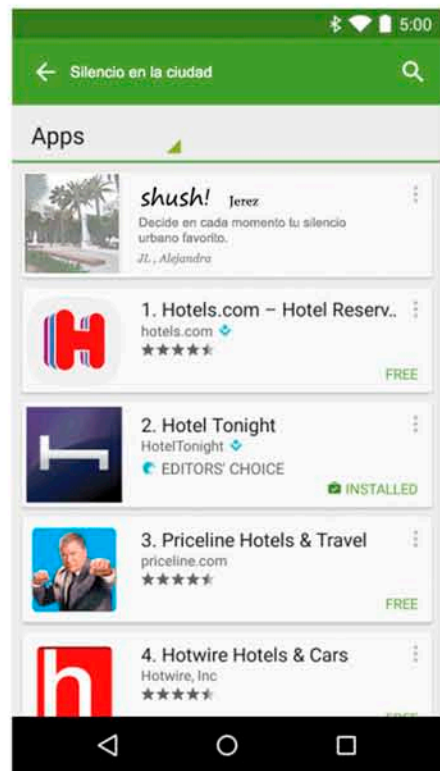 5:00
Silencio en la ciudad
Apps
shush! Jerez
Decide en cada momento tu silencio
urbano favorito.
JL , Alejandra
1. Hotels.com – Hotel Reserv..
hotels.com
FREE
2. Hotel Tonight
HotelTonight
EDITORS' CHOICE
INSTALLED
3. Priceline Hotels & Travel
priceline.com
FREE
4. Hotwire Hotels & Cars
Hotwire, Inc
FREE